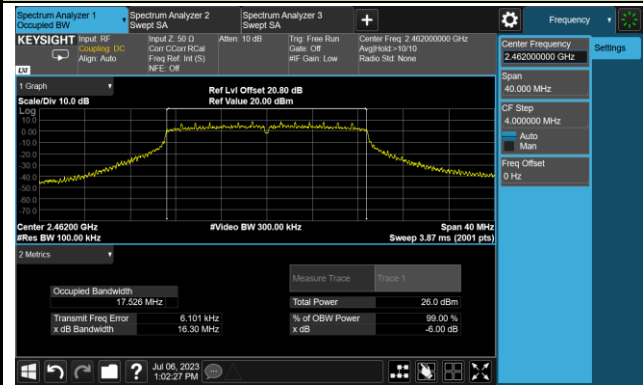 Spectrum Analyzer 1
Occupied BW
Spectrum Analyzer 2
Swept SA
Spectrum Analyzer 3
Swept SA
+
Frequency
KEYSIGHT
Input: RF
Coupling: DC
Align: Auto
Input Z: 50 Ω
Corr CCorr RCal
Freq Ref: Int (S)
NFE: Off
Atten: 10 dB
Trig: Free Run
Gate: Off
#IF Gain: Low
Center Freq: 2.462000000 GHz
Avg|Hold:>10/10
Radio Std: None
LXI
Center Frequency
2.462000000 GHz
Settings
Span
40.000 MHz
CF Step
4.000000 MHz
Auto
Man
Freq Offset
0 Hz
1 Graph
Scale/Div 10.0 dB
Ref Lvl Offset 20.80 dB
Ref Value 20.00 dBm
Log
10.0
0.00
-10.0
-20.0
-30.0
-40.0
-50.0
-60.0
-70.0
Center 2.46200 GHz
#Video BW 300.00 kHz
Span 40 MHz
#Res BW 100.00 kHz
Sweep 3.87 ms (2001 pts)
2 Metrics
Measure Trace
Trace 1
Occupied Bandwidth
17.526 MHz
Total Power
26.0 dBm
Transmit Freq Error
6.101 kHz
% of OBW Power
99.00 %
x dB Bandwidth
16.30 MHz
x dB
-6.00 dB
?
Jul 06, 2023
1:02:27 PM